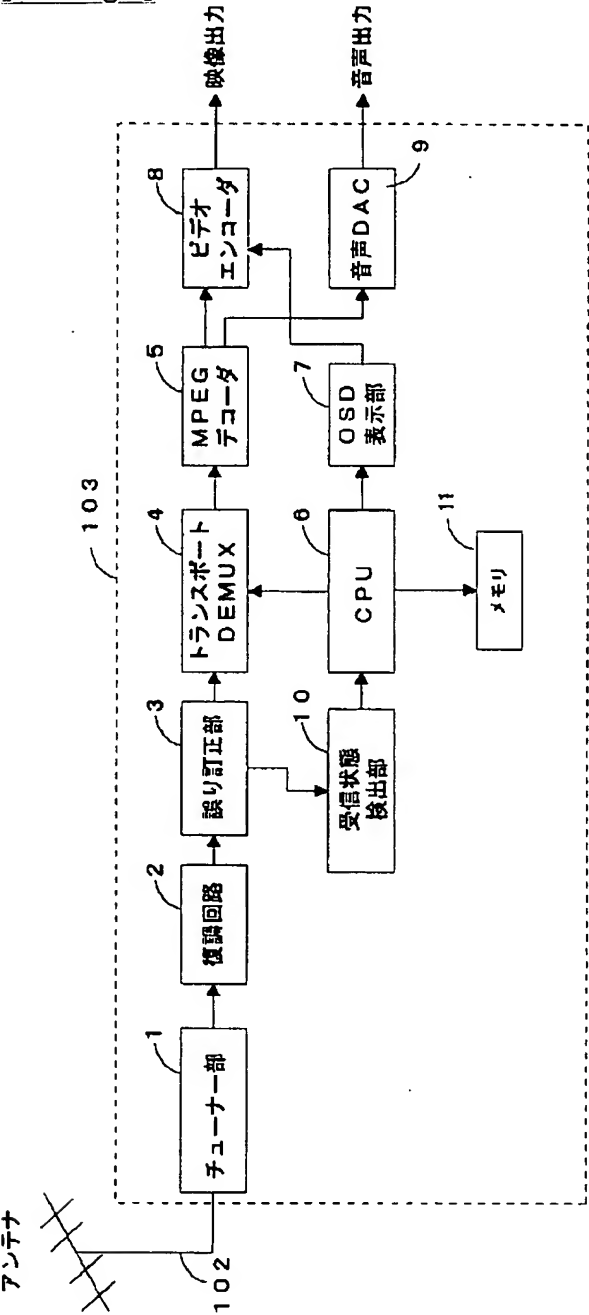 アンテナ
102
103
1
チューナー部
2
復調回路
3
誤り訂正部
4
トランスポート
DEMUX
5
MPEG
デコーダ
8
ビデオ
エンコーダ
映像出力
10
受信状態
検出部
6
CPU
7
OSD
表示部
9
音声DAC
音声出力
11
メモリ